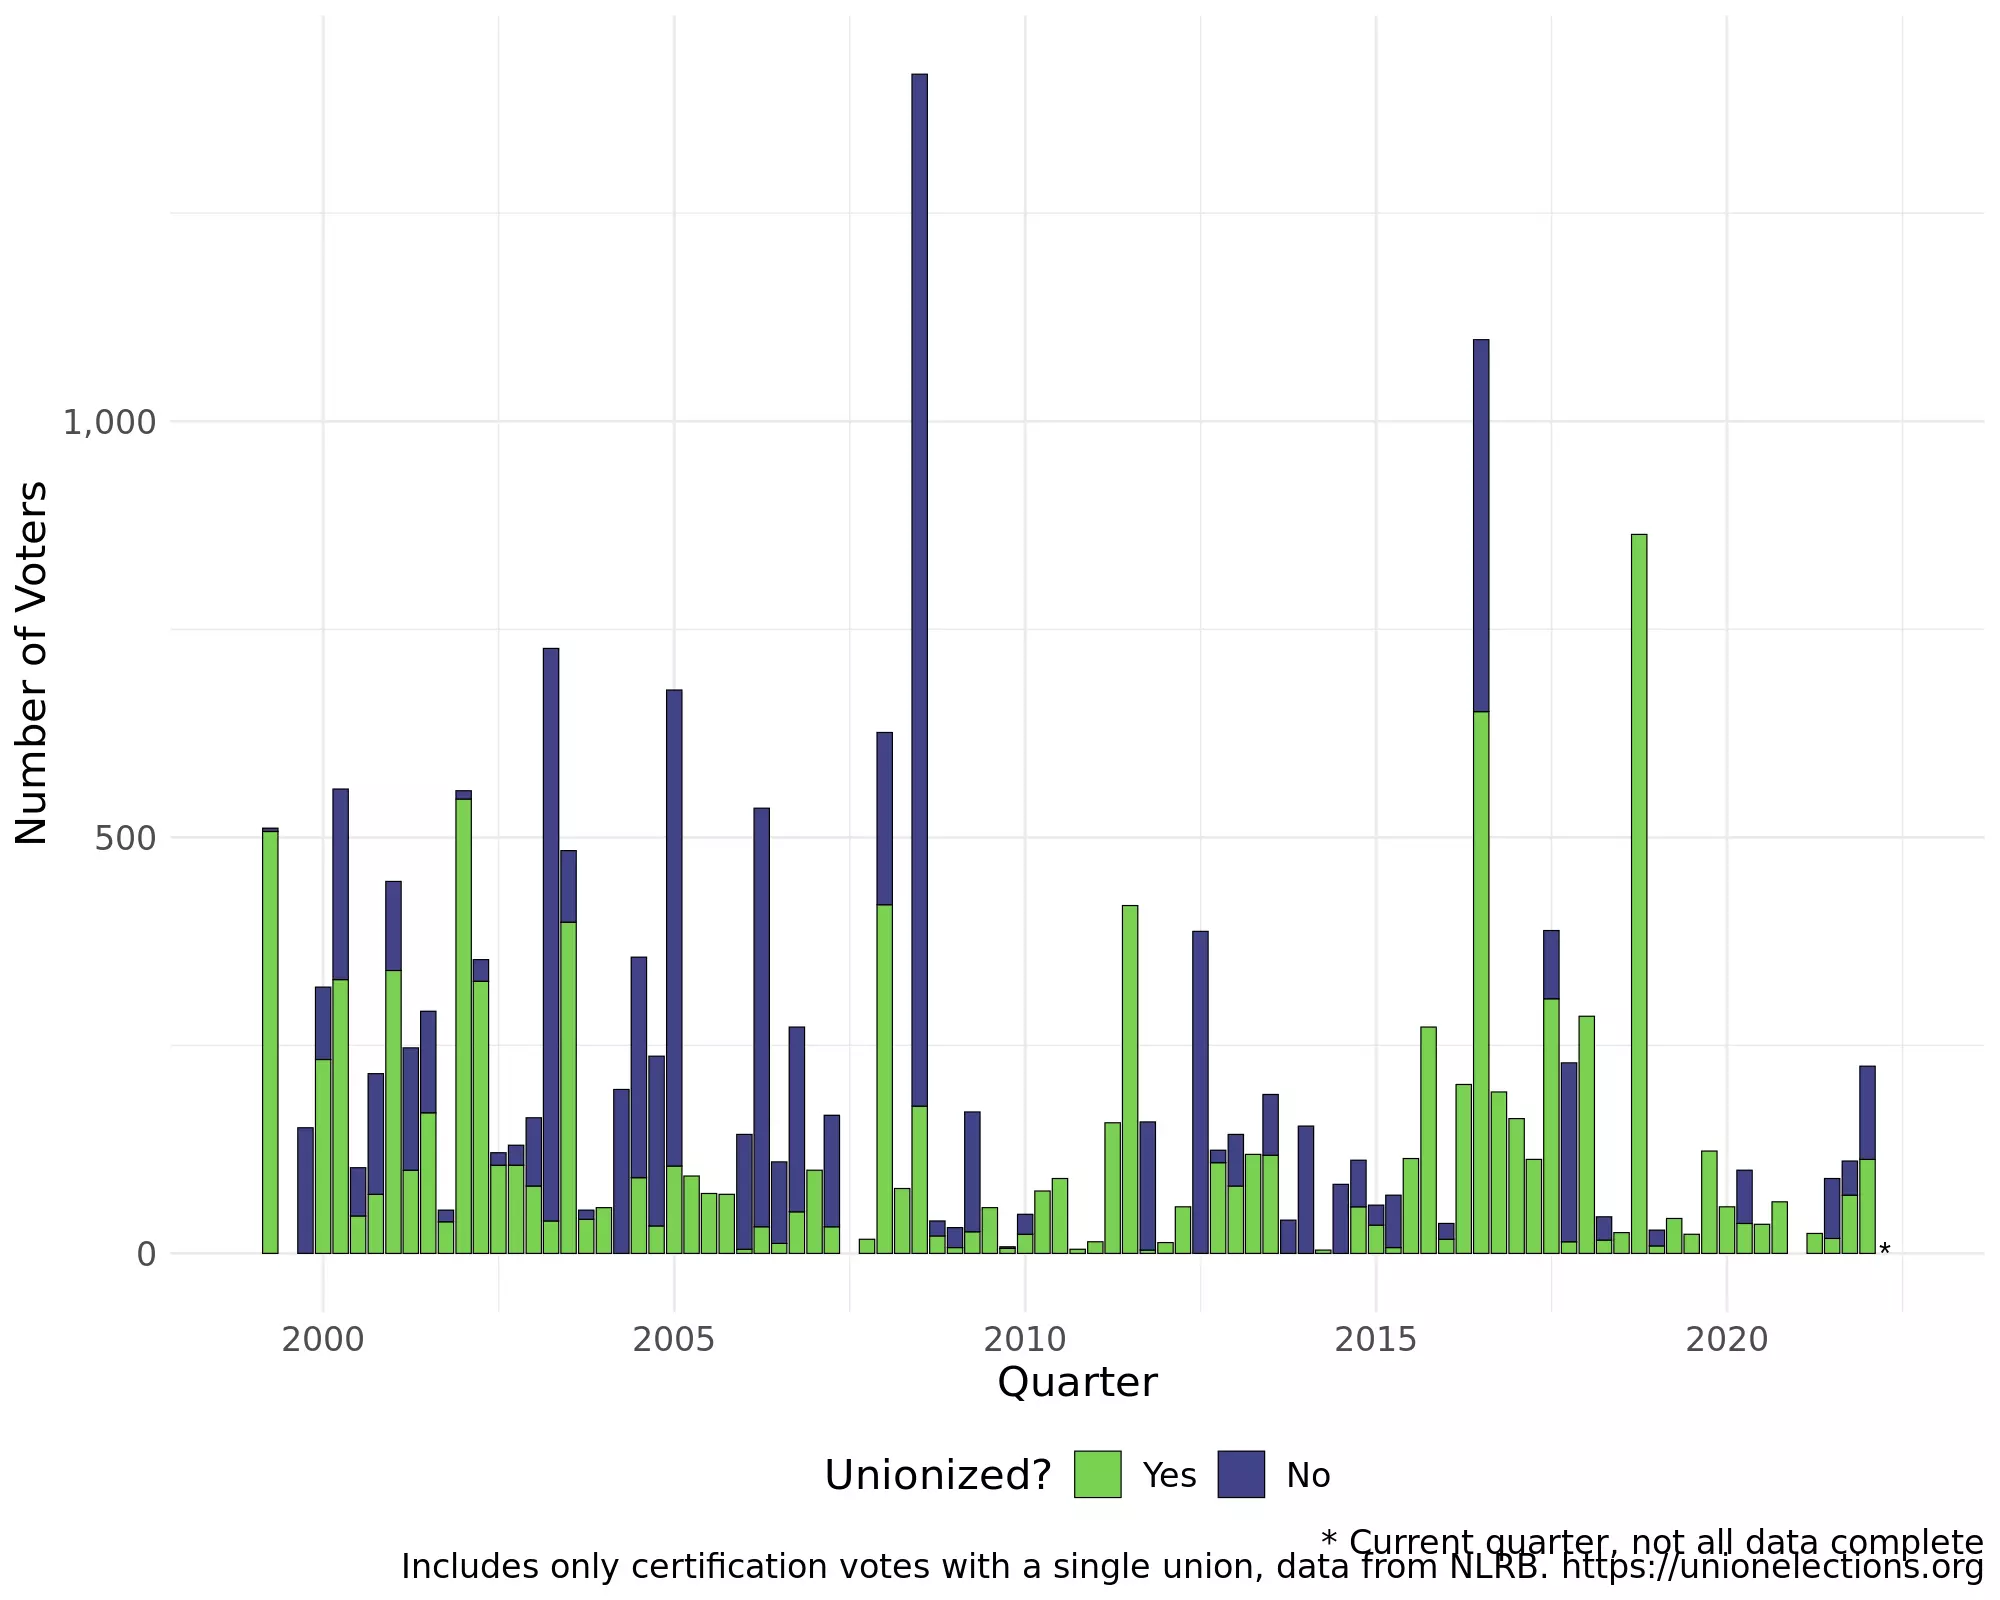 Number of Voters
1,000
500
0
*
2000 2005 2010 2015 2020
Quarter
Unionized? Yes No
* Current quarter, not all data complete
Includes only certification votes with a single union, data from NLRB. https://unionelections.org